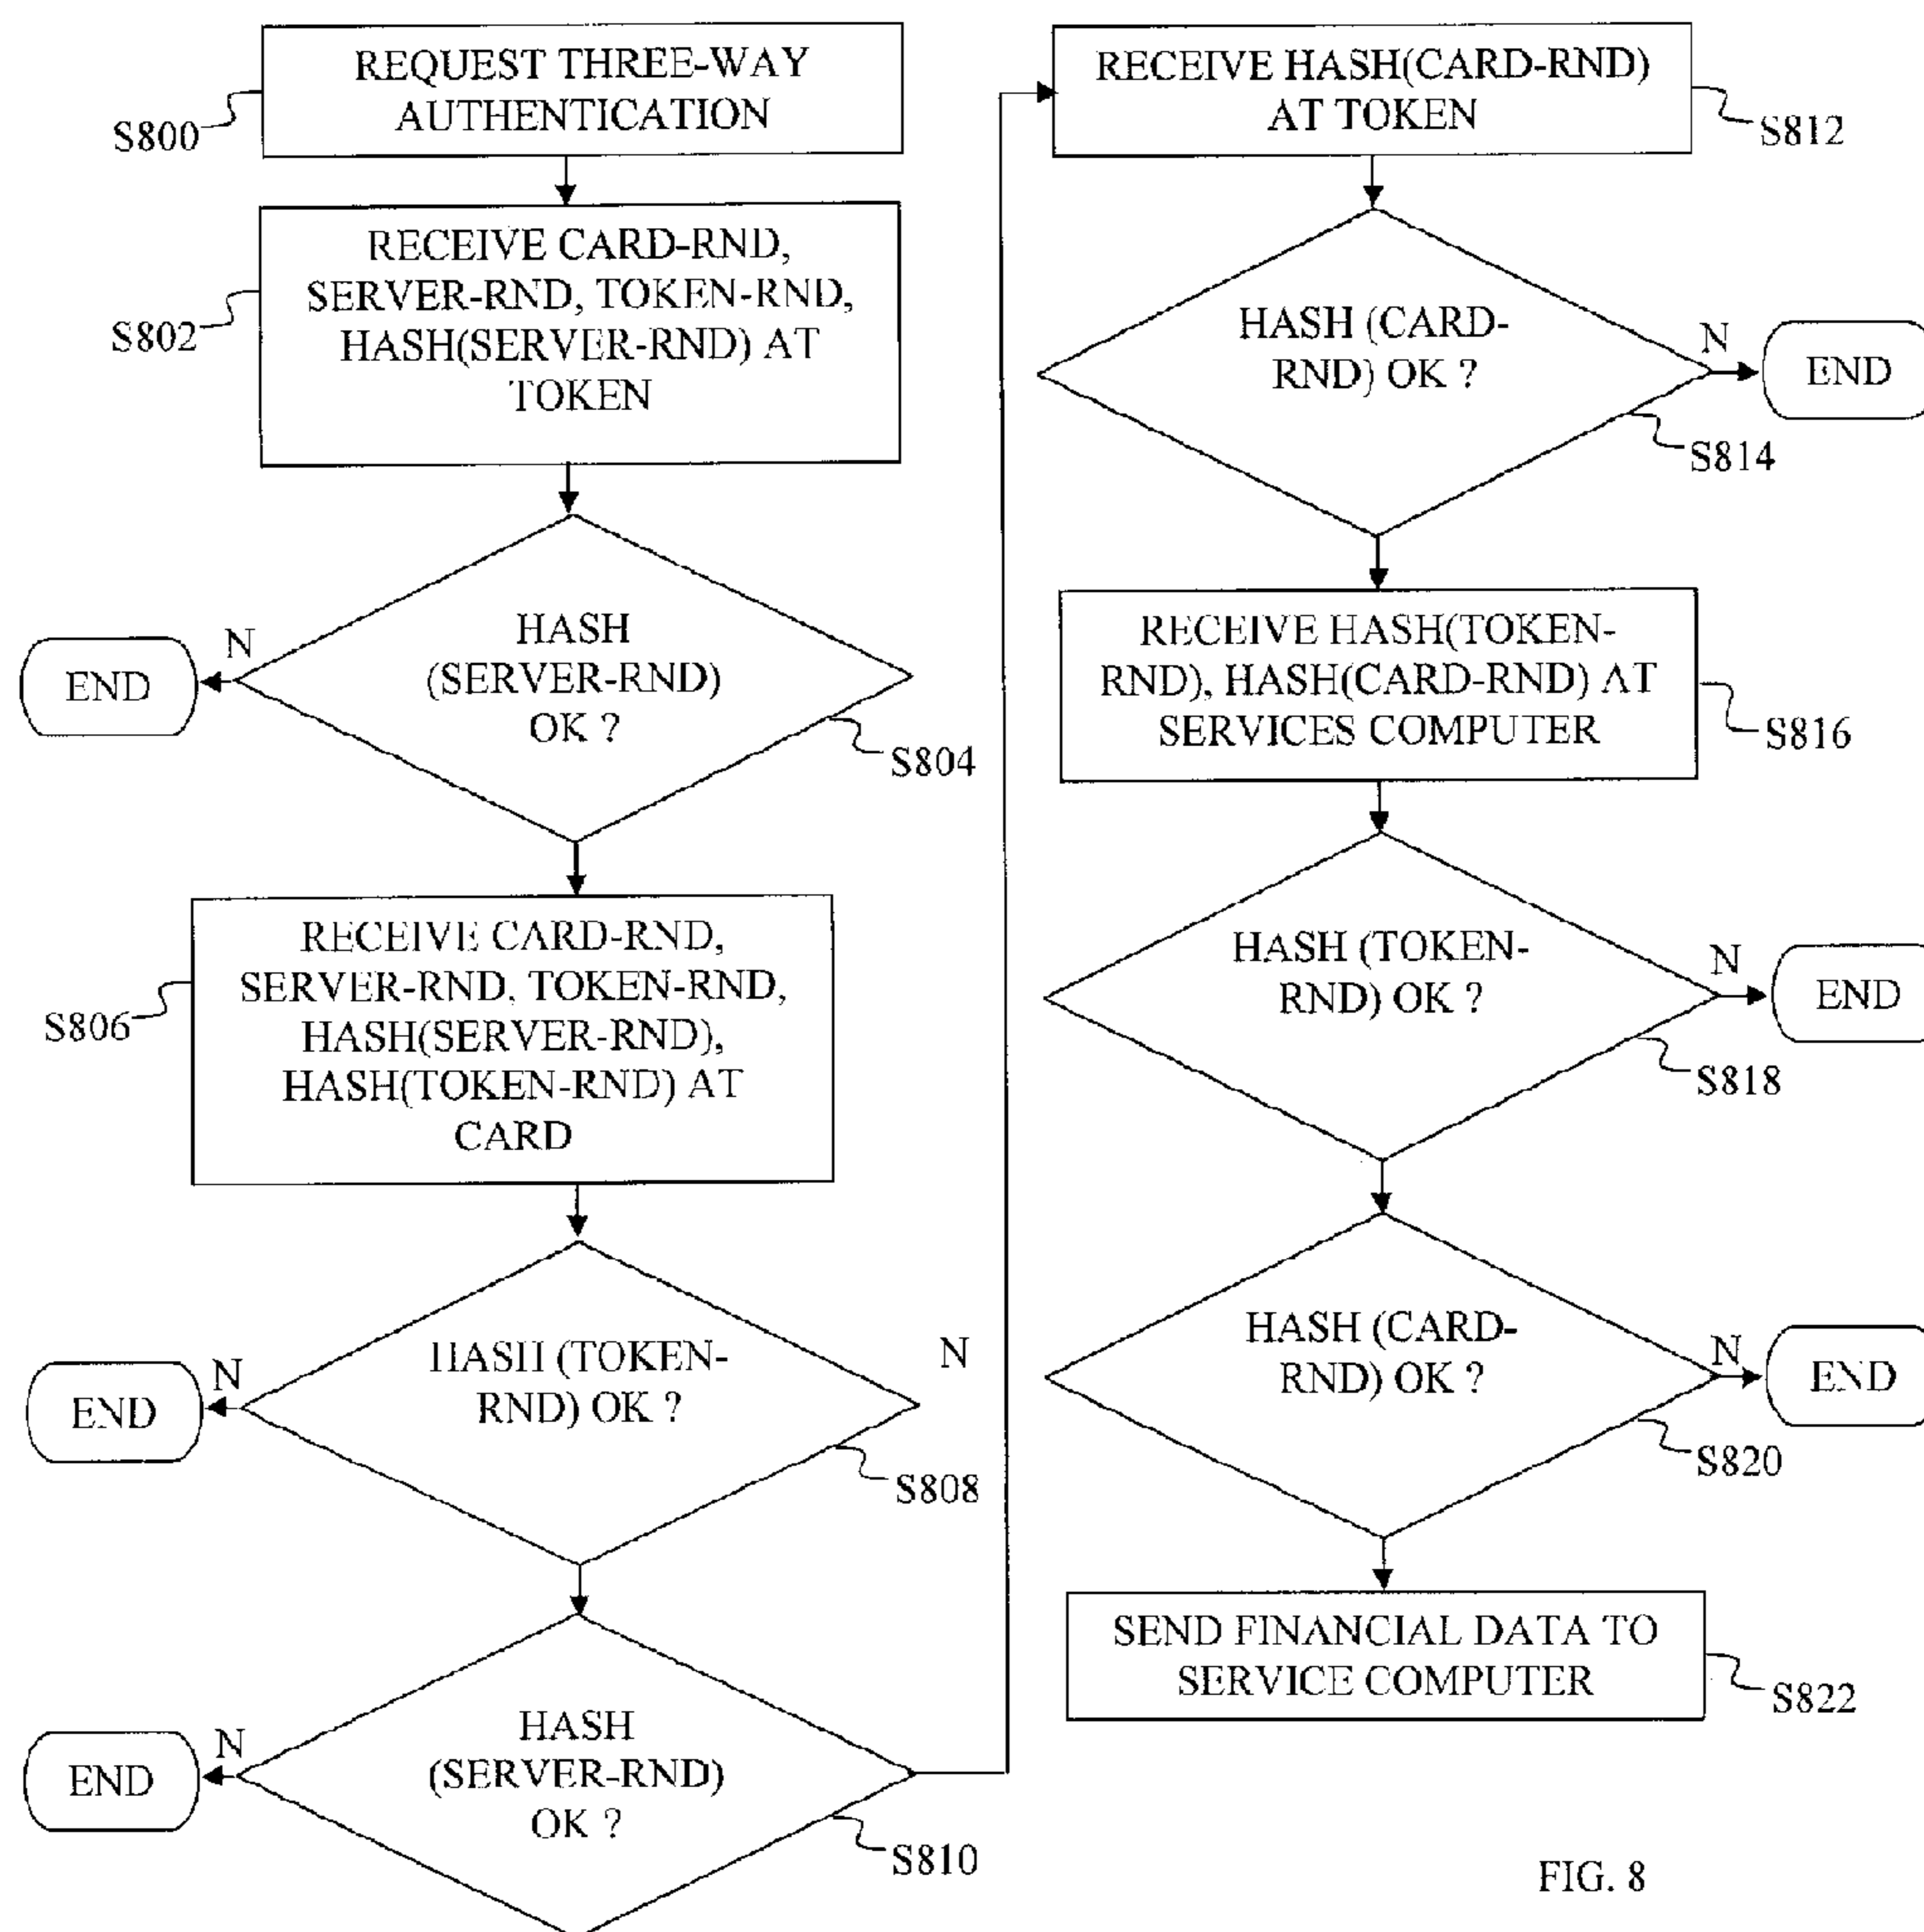 REQUEST THREE-WAY
AUTHENTICATION
S800
RECEIVE CARD-RND,
SERVER-RND, TOKEN-RND,
HASH(SERVER-RND) AT
TOKEN
S802
HASH
(SERVER-RND)
OK ?
N
END
S804
RECEIVE CARD-RND,
SERVER-RND, TOKEN-RND,
HASH(SERVER-RND),
HASH(TOKEN-RND) AT
CARD
S806
HASH (TOKEN-
RND) OK ?
N
N
END
S808
HASH
(SERVER-RND)
OK ?
N
END
S810
RECEIVE HASH(CARD-RND)
AT TOKEN
S812
HASH (CARD-
RND) OK ?
N
END
S814
RECEIVE HASH(TOKEN-
RND), HASH(CARD-RND) AT
SERVICES COMPUTER
S816
HASH (TOKEN-
RND) OK ?
N
END
S818
HASH (CARD-
RND) OK ?
N
END
S820
SEND FINANCIAL DATA TO
SERVICE COMPUTER
S822
FIG. 8